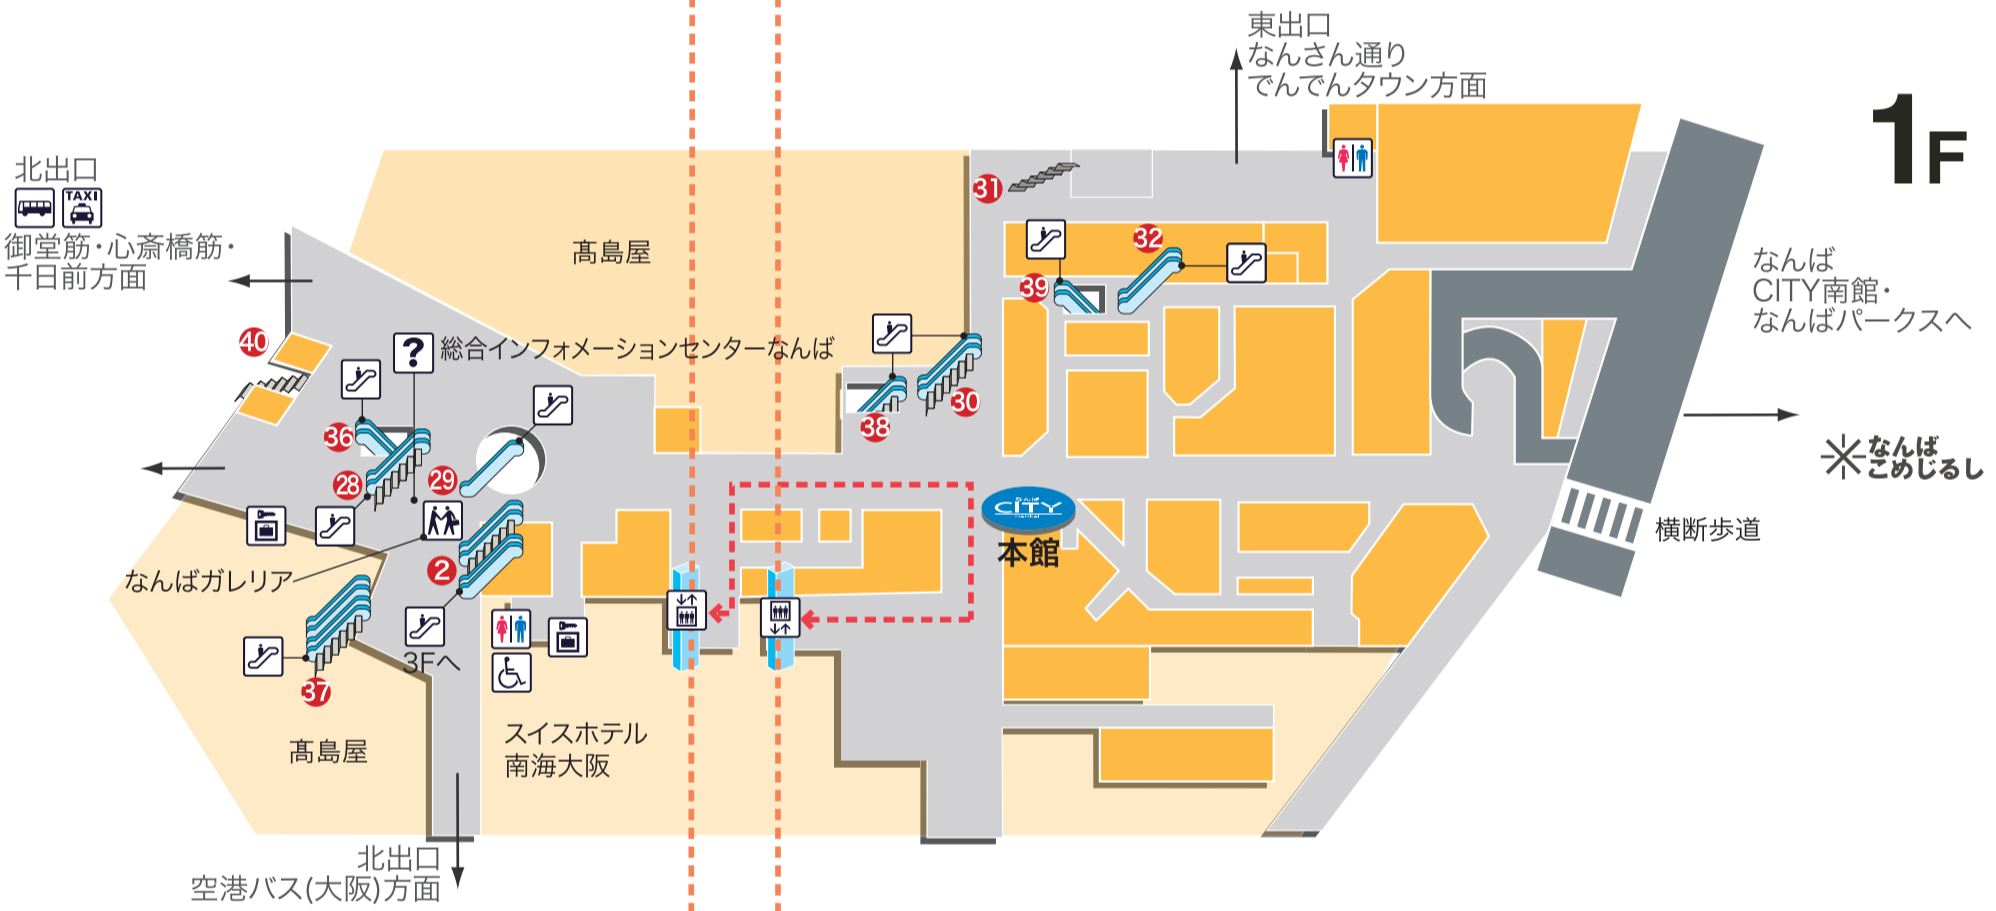 東出口
なんさん通り
でんでんタウン方面
1F
北出口
TAXI
御堂筋・心斎橋筋・
千日前方面
髙島屋
31
32
39
40
?
総合インフォメーションセンターなんば
30
38
36
28
29
なんば
CITY南館・
なんばパークスへ
※なんば
こめじるし
なんば
CITY
本館
横断歩道
なんばガレリア
2
3Fへ
37
髙島屋
スイスホテル
南海大阪
北出口
空港バス(大阪)方面